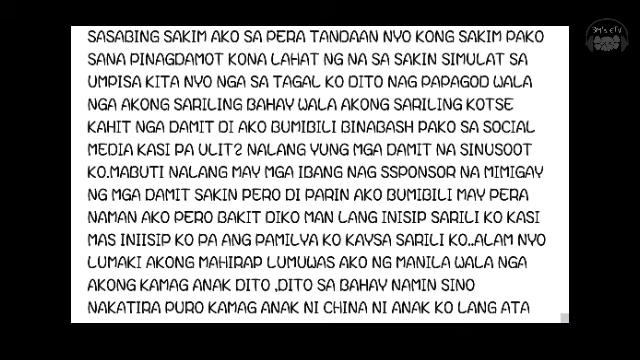 3M's eTV
SASABING SAKIM AKO SA PERA TANDAAN NYO KONG SAKIM PAKO
SANA PINAGDAMOT KONA LAHAT NG NA SA SAKIN SIMULAT SA
UMPISA KITA NYO NGA SA TAGAL KO DITO NAG PAPAGOD WALA
NGA AKONG SARILING BAHAY WALA AKONG SARILING KOTSE
KAHIT NGA DAMIT DI AKO BUMIBILI BINABASH PAKO SA SOCIAL
MEDIA KASI PA ULIT2 NALANG YUNG MGA DAMIT NA SINUSOOT
KO.MABUTI NALANG MAY MGA IBANG NAG SSPONSOR NA MIMIGAY
NG MGA DAMIT SAKIN PERO DI PARIN AKO BUMIBILI MAY PERA
NAMAN AKO PERO BAKIT DIKO MAN LANG INISIP SARILI KO KASI
MAS INIISIP KO PA ANG PAMILYA KO KAYSA SARILI KO..ALAM NYO
LUMAKI AKONG MAHIRAP LUMUWAS AKO NG MANILA WALA NGA
AKONG KAMAG ANAK DITO ,DITO SA BAHAY NAMIN SINO
NAKATIRA PURO KAMAG ANAK NI CHINA NI ANAK KO LANG ATA